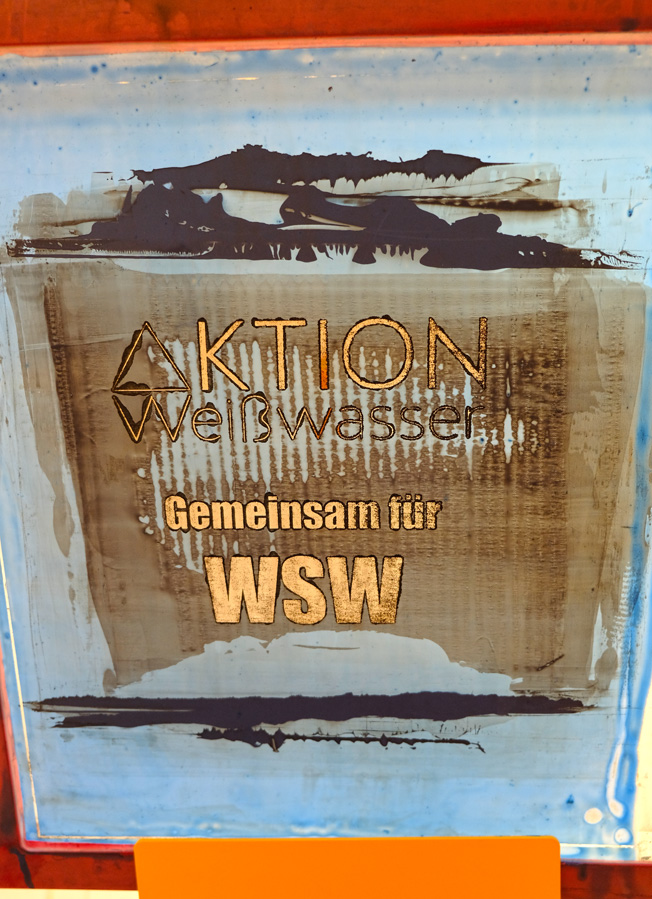 AKTION
Weißwasser
Gemeinsam für
WSW